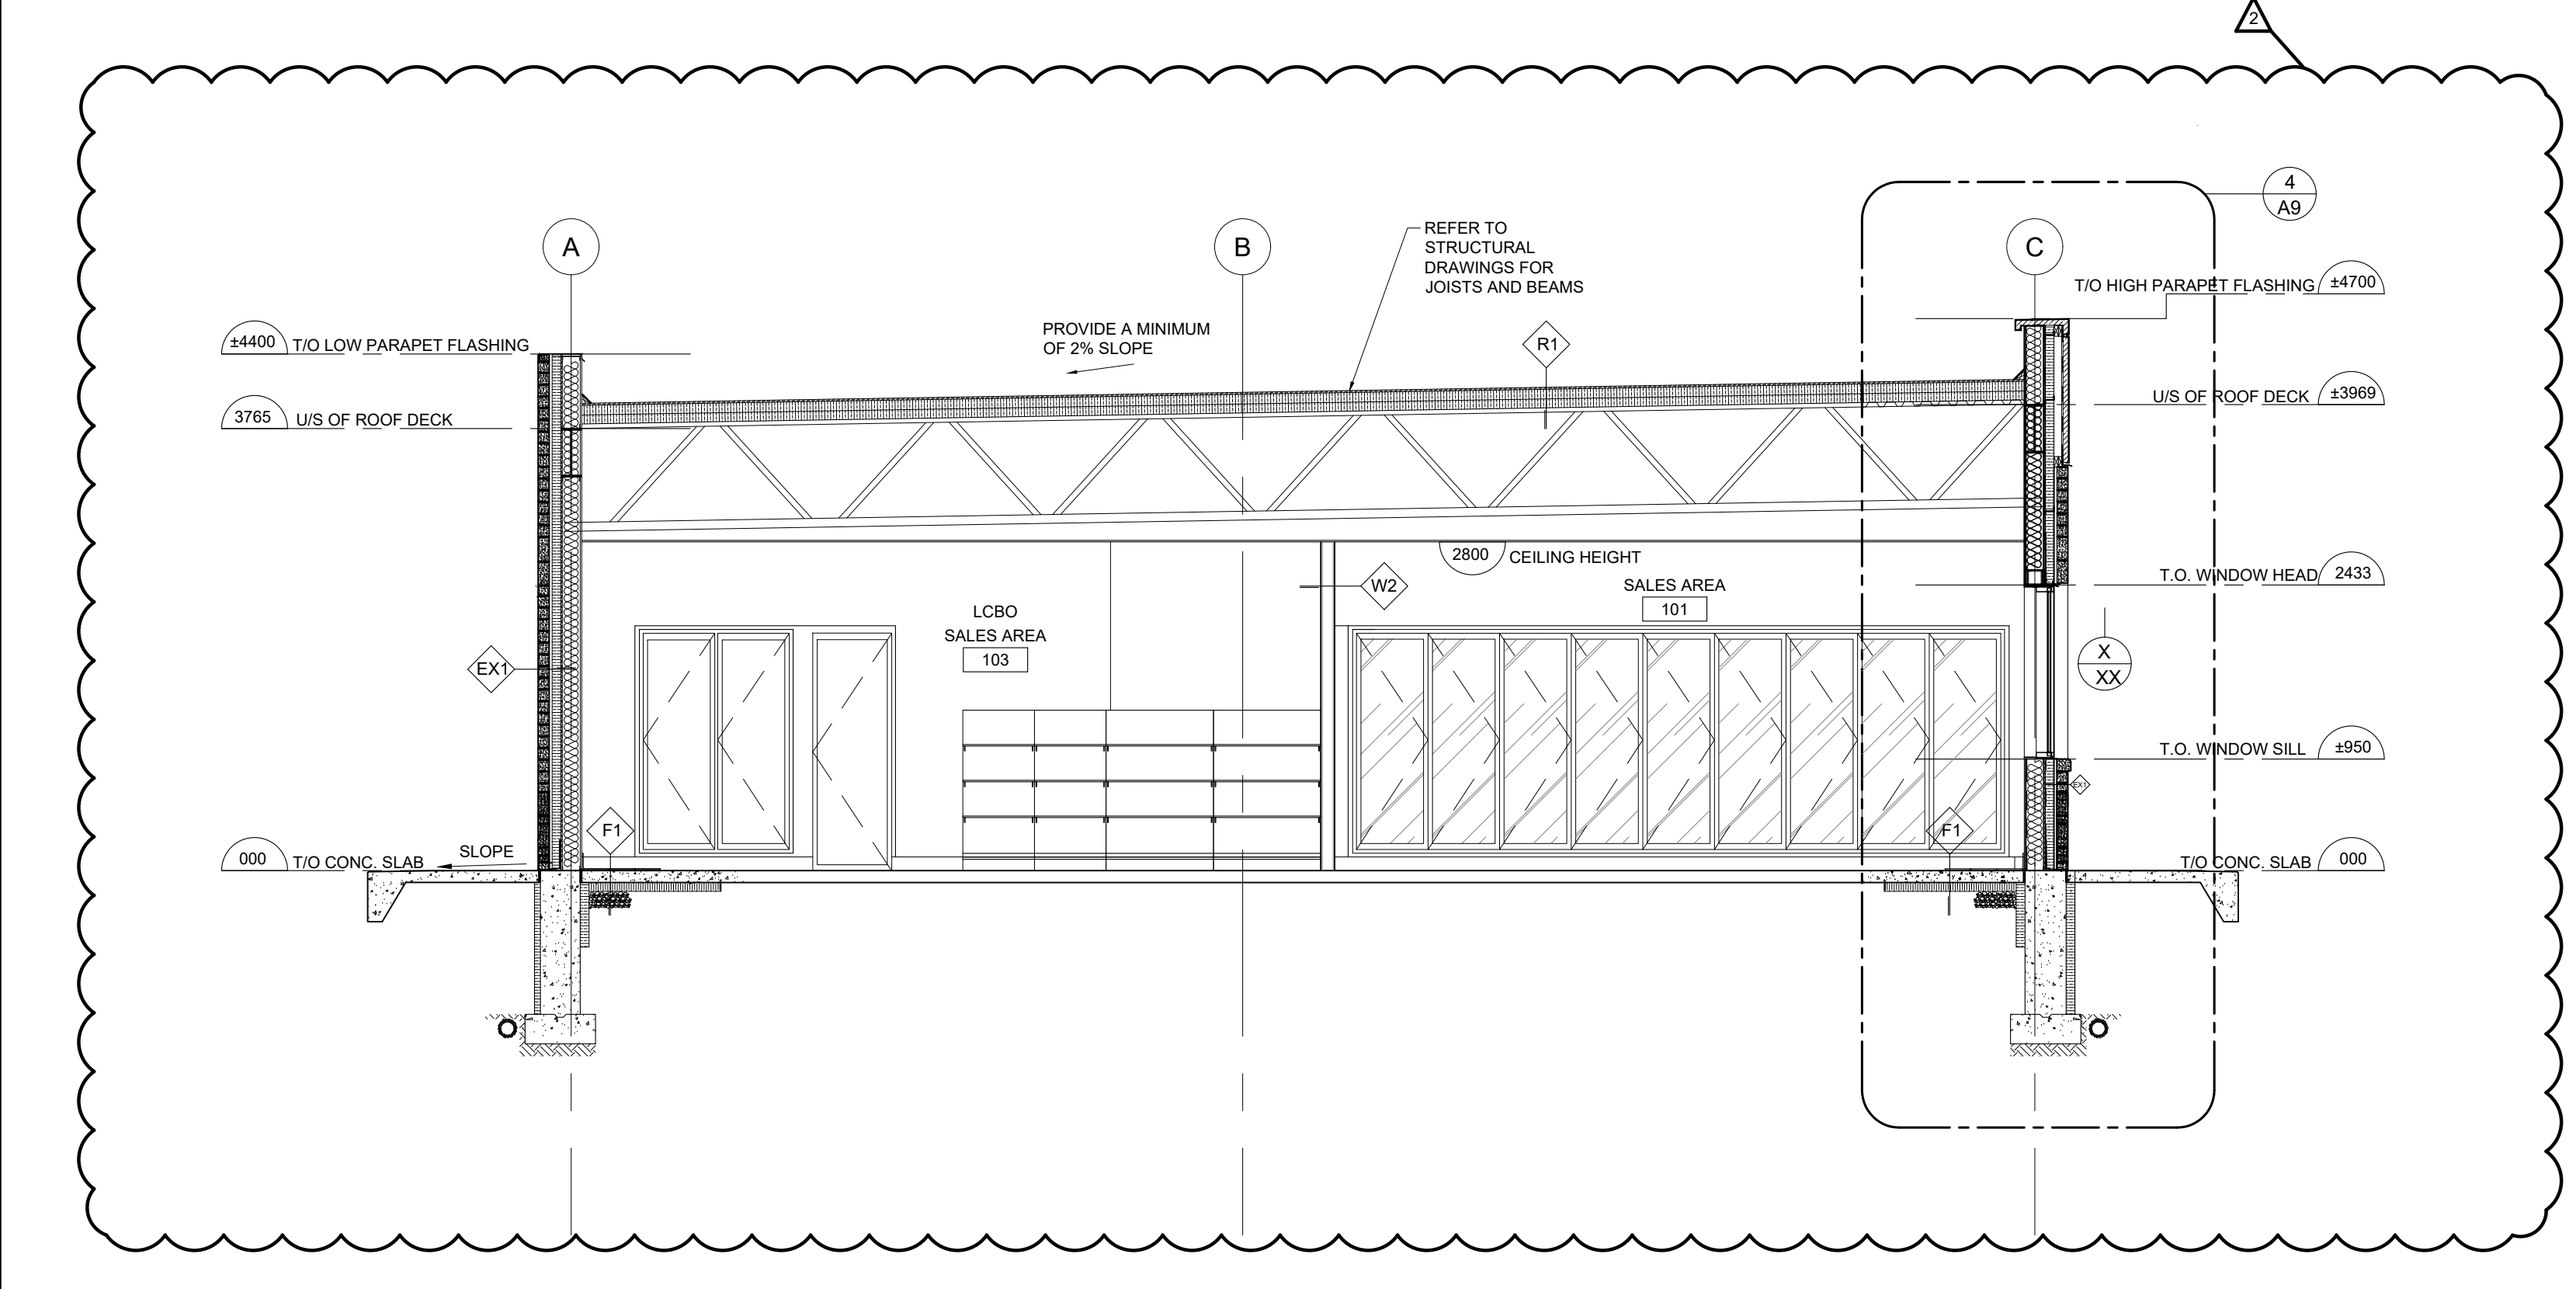 2
4
A9
A
B
C
REFER TO
STRUCTURAL
DRAWINGS FOR
JOISTS AND BEAMS
T/O HIGH PARAPET FLASHING
±4700
±4400
T/O LOW PARAPET FLASHING
PROVIDE A MINIMUM
OF 2% SLOPE
R1
3765
U/S OF ROOF DECK
U/S OF ROOF DECK
±3969
2800
CEILING HEIGHT
W2
T.O. WINDOW HEAD
2433
SALES AREA
101
LCBO
SALES AREA
103
EX1
X
XX
T.O. WINDOW SILL
±950
EX1
F1
F1
000
T/O CONC. SLAB
SLOPE
T/O CONC. SLAB
000